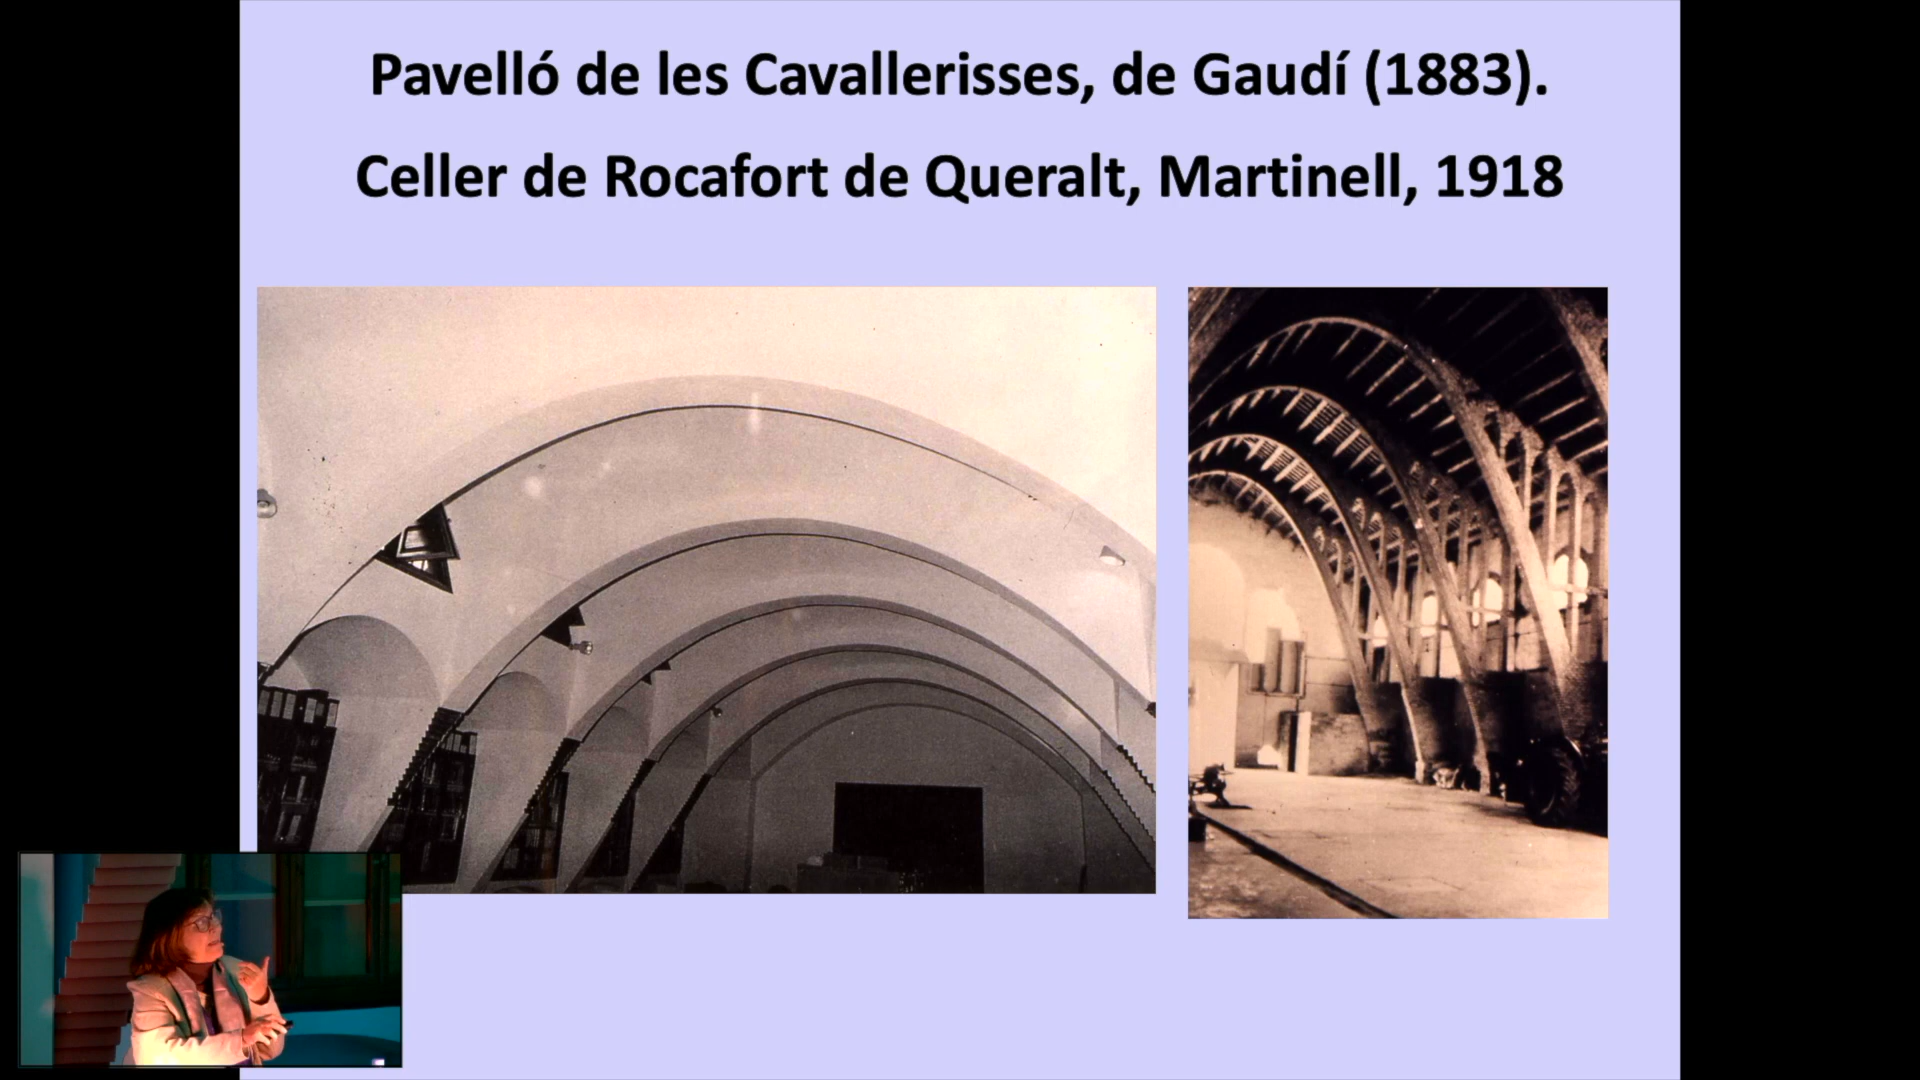 Pavelló de les Cavallerisses, de Gaudí (1883).
Celler de Rocafort de Queralt, Martinell, 1918